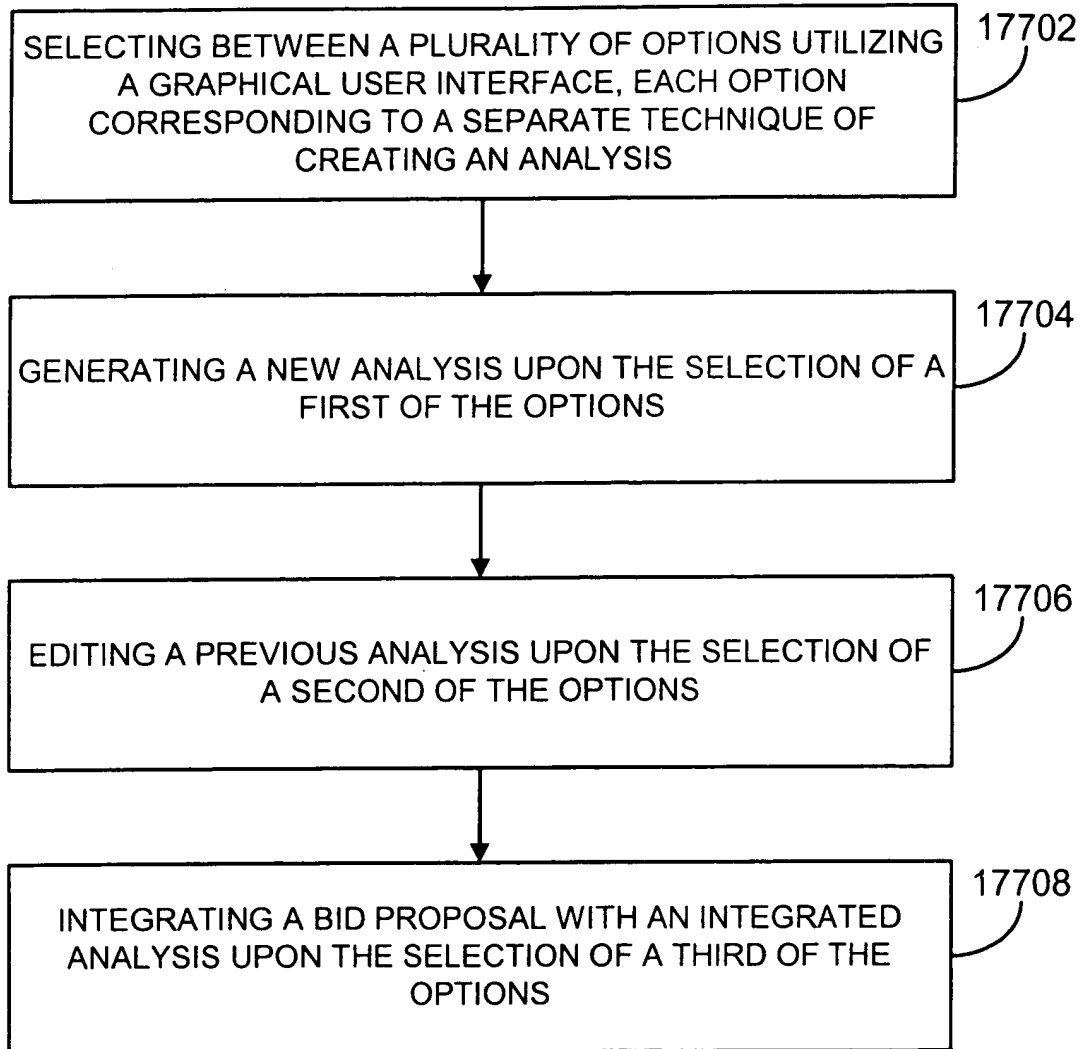 SELECTING BETWEEN A PLURALITY OF OPTIONS UTILIZING
A GRAPHICAL USER INTERFACE, EACH OPTION
CORRESPONDING TO A SEPARATE TECHNIQUE OF
CREATING AN ANALYSIS
17702
GENERATING A NEW ANALYSIS UPON THE SELECTION OF A
FIRST OF THE OPTIONS
17704
EDITING A PREVIOUS ANALYSIS UPON THE SELECTION OF
A SECOND OF THE OPTIONS
17706
INTEGRATING A BID PROPOSAL WITH AN INTEGRATED
ANALYSIS UPON THE SELECTION OF A THIRD OF THE
OPTIONS
17708